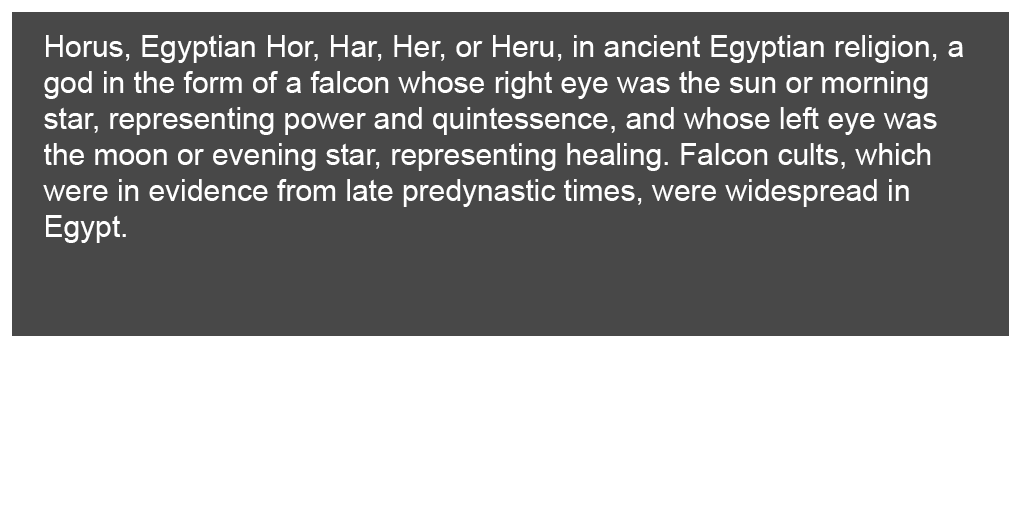 Horus, Egyptian Hor, Har, Her, or Heru, in ancient Egyptian religion, a
god in the form of a falcon whose right eye was the sun or morning
star, representing power and quintessence, and whose left eye was
the moon or evening star, representing healing. Falcon cults, which
were in evidence from late predynastic times, were widespread in
Egypt.